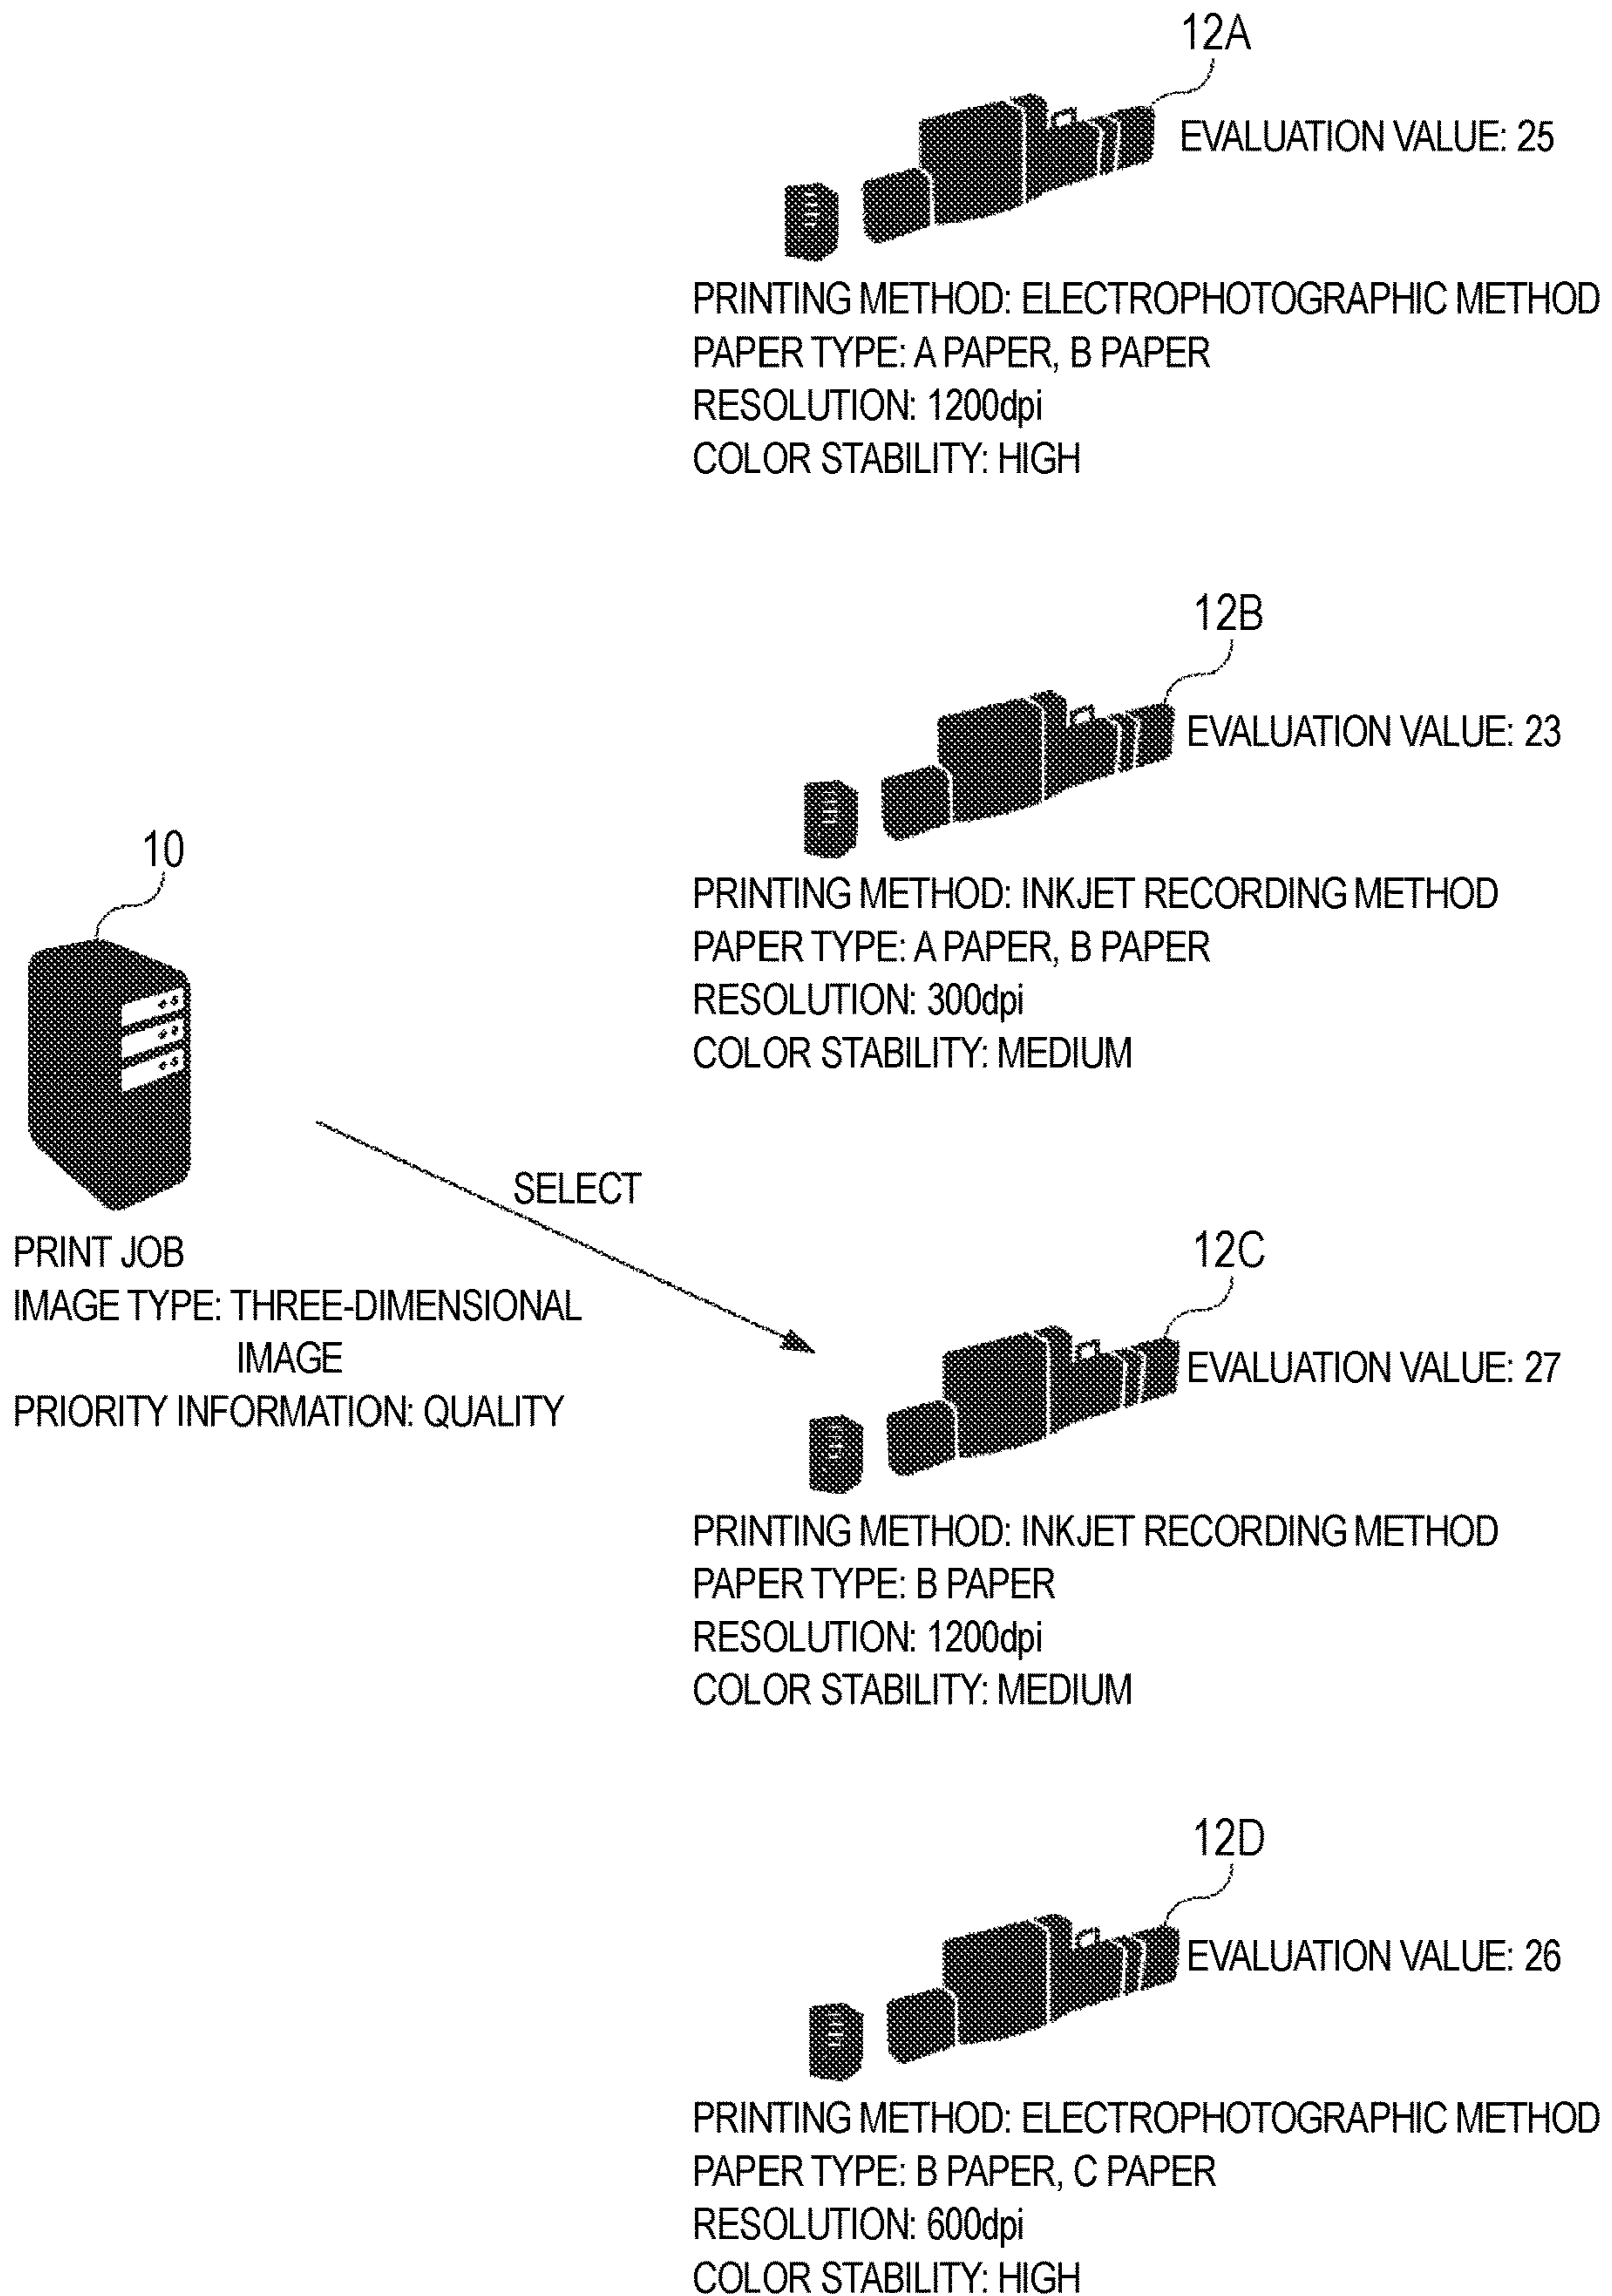 12A
EVALUATION VALUE: 25
PRINTING METHOD: ELECTROPHOTOGRAPHIC METHOD
PAPER TYPE: A PAPER, B PAPER
RESOLUTION: 1200dpi
COLOR STABILITY: HIGH
12B
EVALUATION VALUE: 23
PRINTING METHOD: INKJET RECORDING METHOD
PAPER TYPE: A PAPER, B PAPER
RESOLUTION: 300dpi
COLOR STABILITY: MEDIUM
10
SELECT
PRINT JOB
IMAGE TYPE: THREE-DIMENSIONAL
IMAGE
PRIORITY INFORMATION: QUALITY
12C
EVALUATION VALUE: 27
PRINTING METHOD: INKJET RECORDING METHOD
PAPER TYPE: B PAPER
RESOLUTION: 1200dpi
COLOR STABILITY: MEDIUM
12D
EVALUATION VALUE: 26
PRINTING METHOD: ELECTROPHOTOGRAPHIC METHOD
PAPER TYPE: B PAPER, C PAPER
RESOLUTION: 600dpi
COLOR STABILITY: HIGH